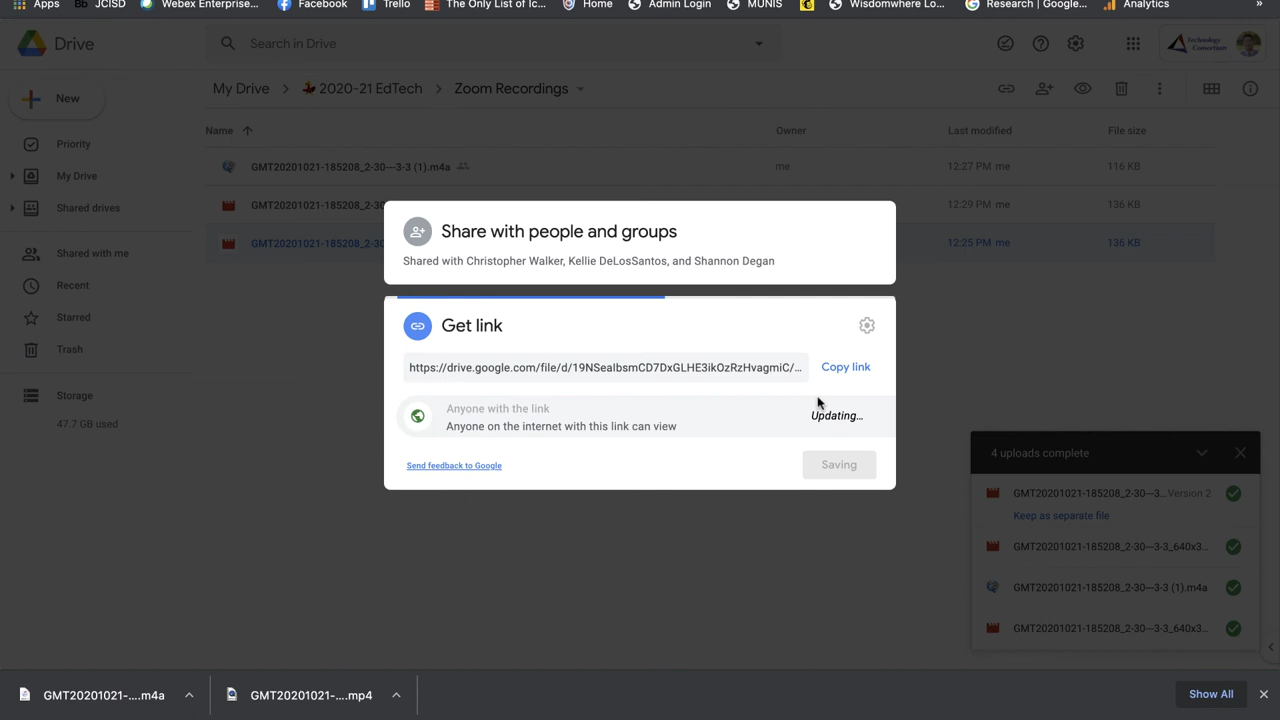 Apps
Bb JCISD
Webex Enterprise...
Facebook
Trello
The Only List of Ic...
Home
Admin Login
MUNIS
Wisdomwhere Lo...
Research | Google...
Analytics
»
Drive
Search in Drive
Technology
Consortium
My Drive > 2020-21 EdTech > Zoom Recordings
New
Name
Owner
Last modified
File size
Priority
My Drive
Shared drives
Shared with me
Recent
Starred
Trash
Storage
47.7 GB used
GMT20201021-185208_2-30---3-3 (1).m4a
me
12:27 PM me
116 KB
GMT20201021-185208_2-30
12:29 PM me
136 KB
GMT20201021-185208_2-30
12:25 PM me
136 KB
Share with people and groups
Shared with Christopher Walker, Kellie DeLosSantos, and Shannon Degan
Get link
https://drive.google.com/file/d/19NSeaIbsmCD7DxGLHE3ikOzRzHvagmiC/...
Copy link
Anyone with the link
Anyone on the internet with this link can view
Updating...
Send feedback to Google
Saving
4 uploads complete
GMT20201021-185208_2-30---3... Version 2
Keep as separate file
GMT20201021-185208_2-30---3-3_640x3...
GMT20201021-185208_2-30---3-3 (1).m4a
GMT20201021-185208_2-30---3-3_640x3...
GMT20201021-....m4a
GMT20201021-....mp4
Show All